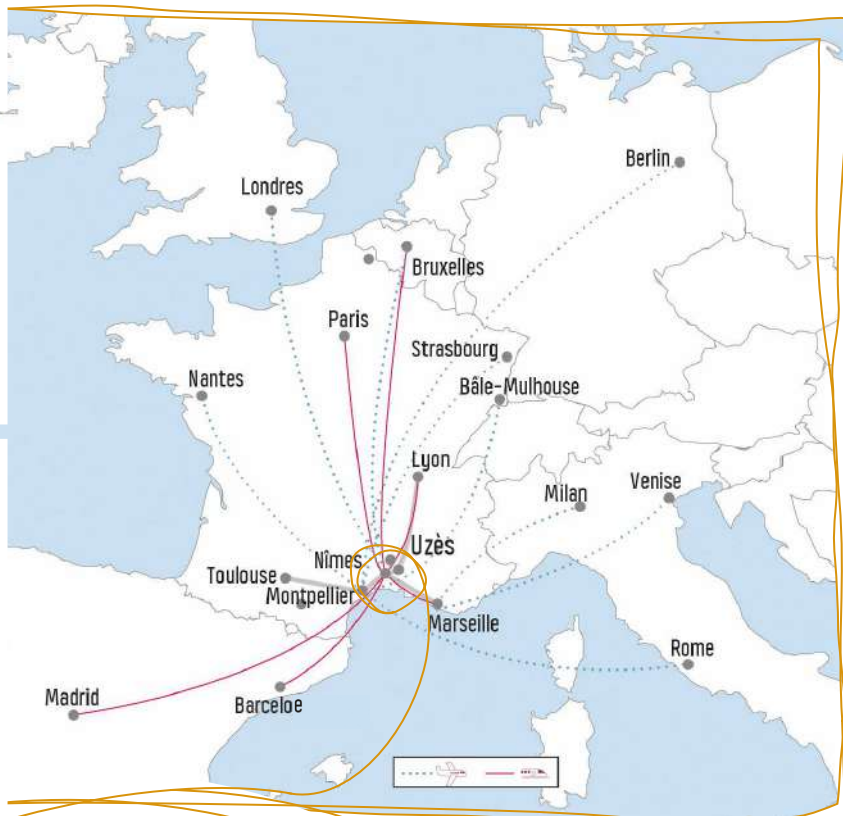 Berlin
Londres
Bruxelles
Paris
Strasbourg
Nantes
Bâle-Mulhouse
Lyon
Milan
Venise
Uzès
Nîmes
Toulouse
Montpellier
Marseille
Rome
Madrid
Barceloe